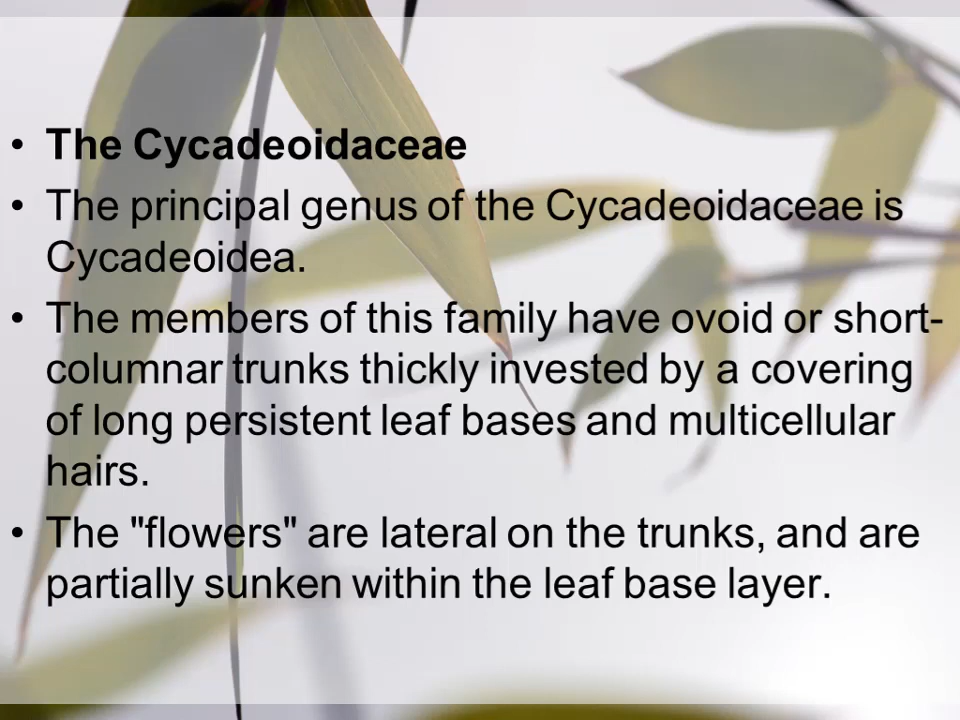 • The Cycadeoidaceae
• The principal genus of the Cycadeoidaceae is
Cycadeoidea.
• The members of this family have ovoid or short-
columnar trunks thickly invested by a covering
of long persistent leaf bases and multicellular
hairs.
• The "flowers" are lateral on the trunks, and are
partially sunken within the leaf base layer.